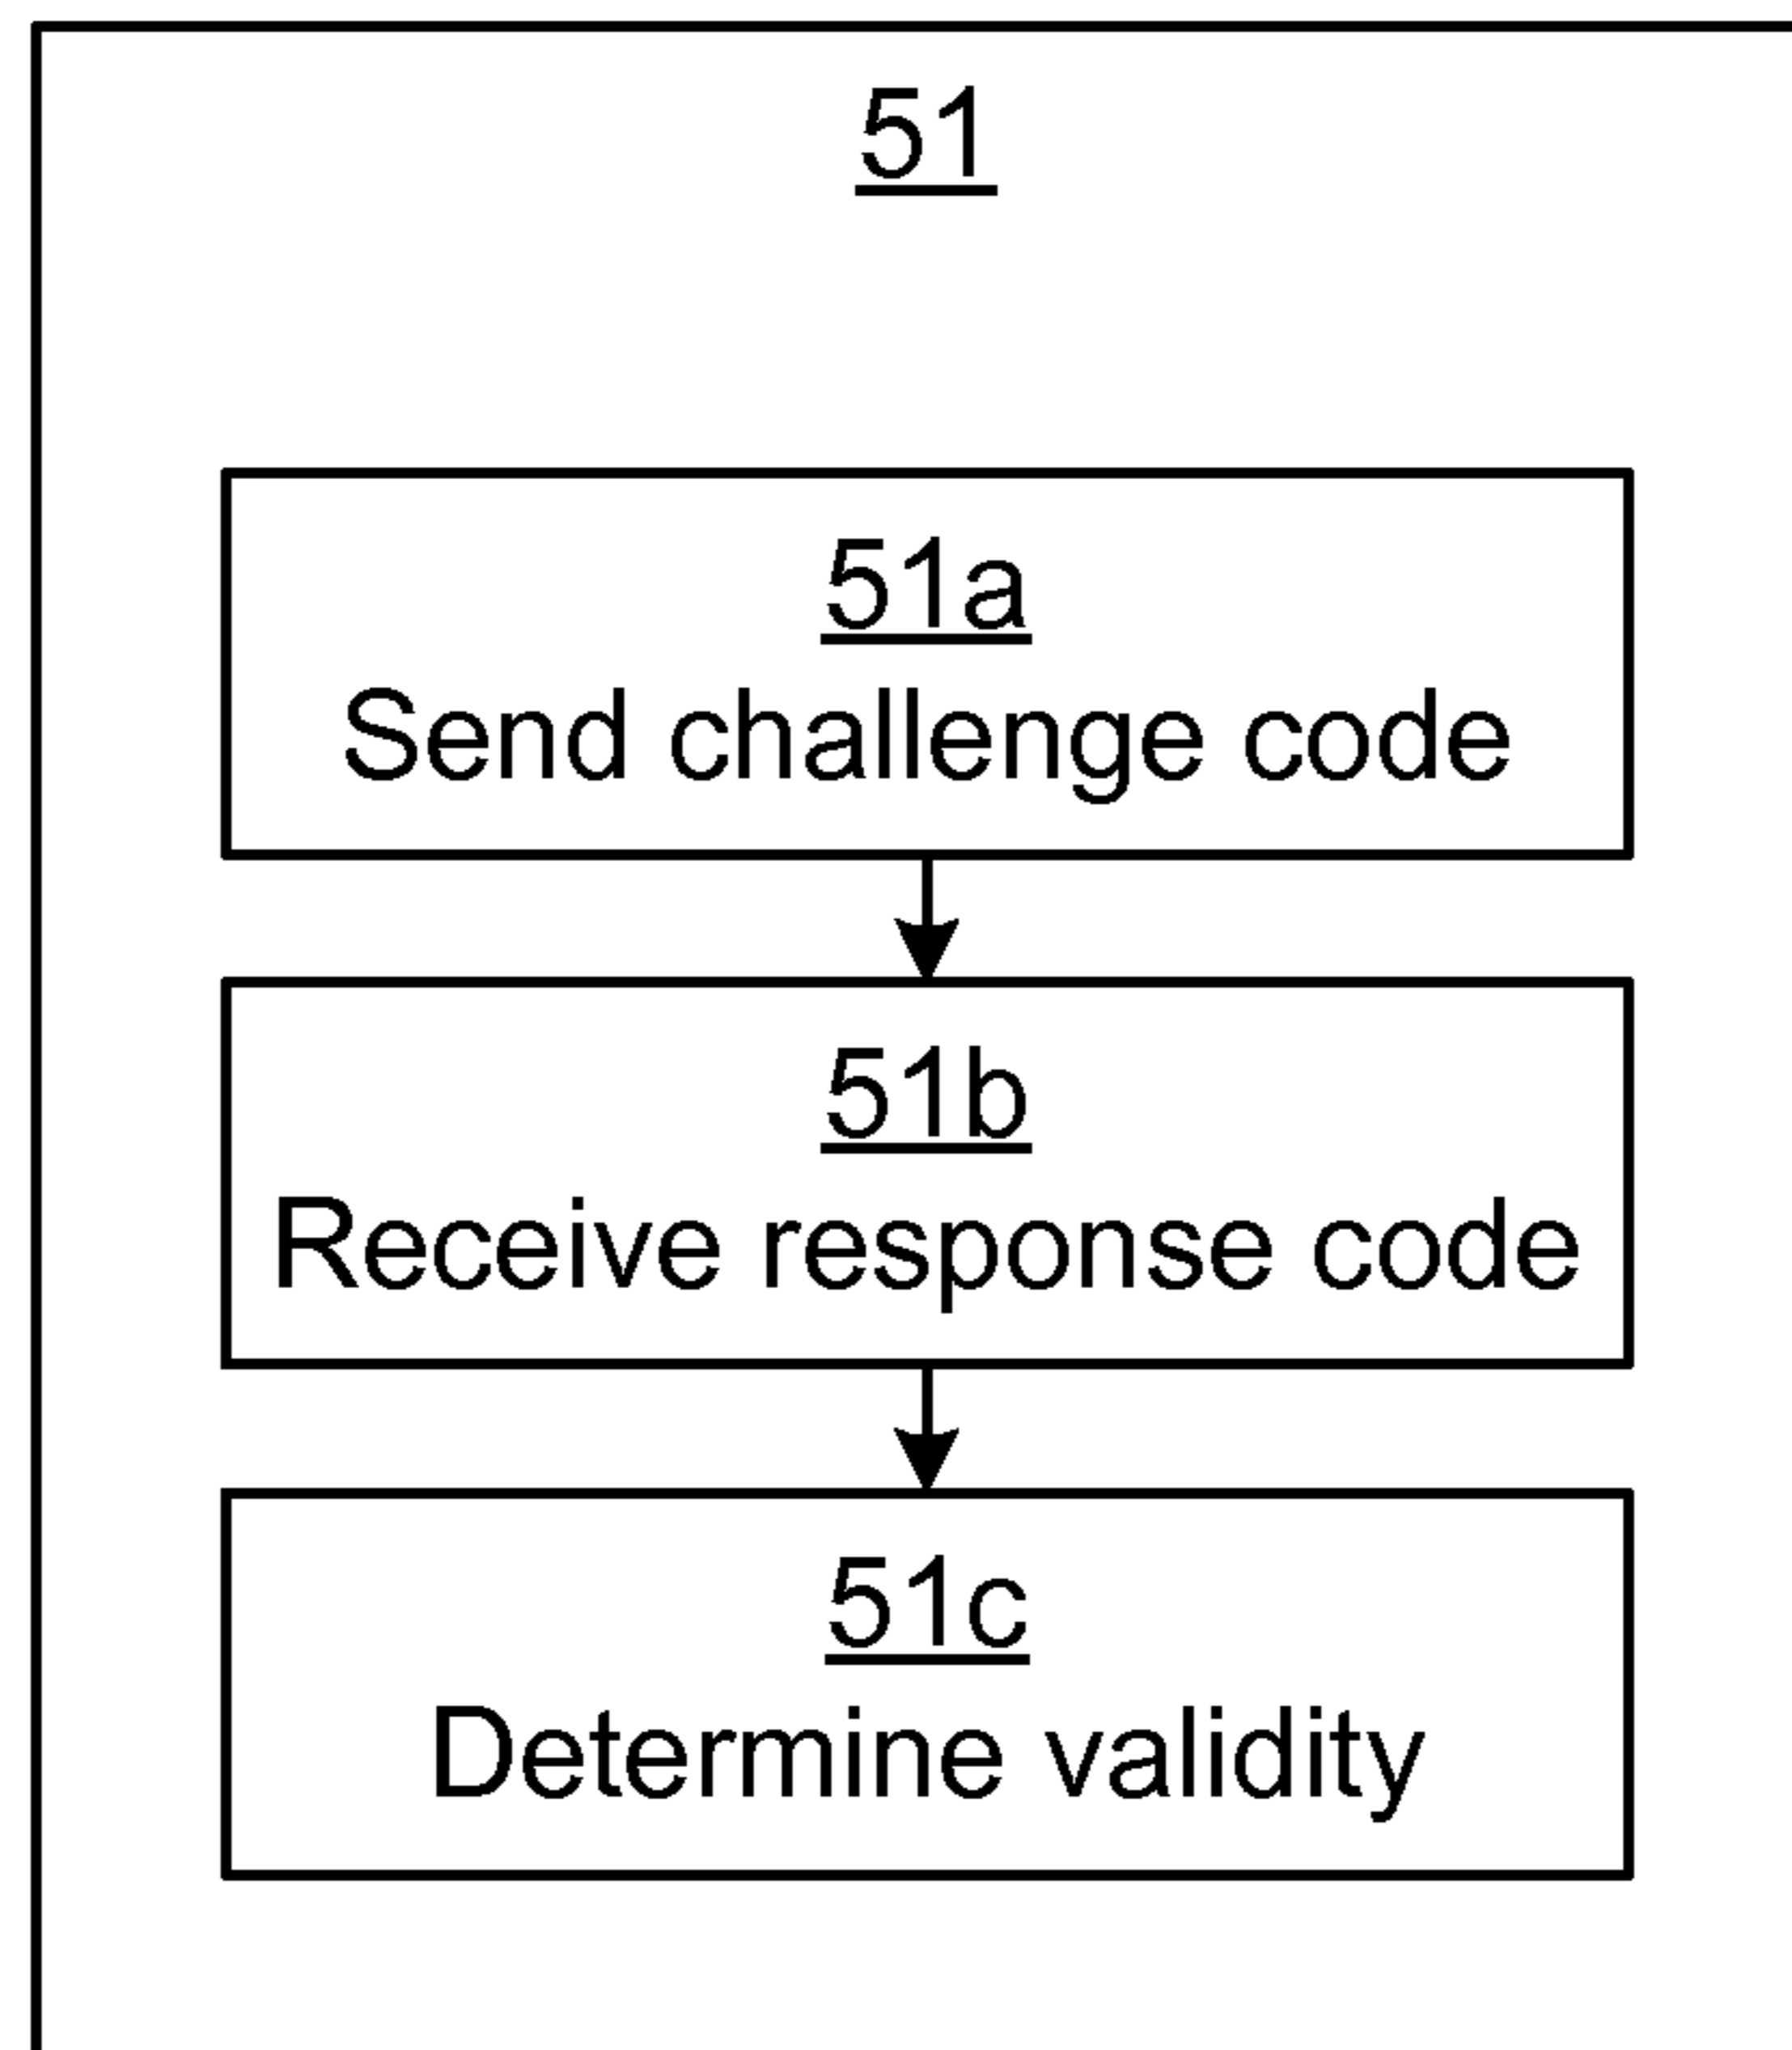 51
51a
Send challenge code
51b
Receive response code
51c
Determine validity